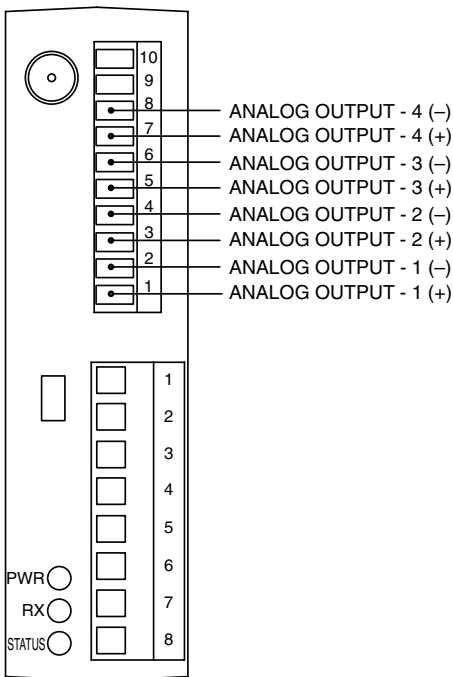 10
9
8 ANALOG OUTPUT - 4 (–)
7 ANALOG OUTPUT - 4 (+)
6 ANALOG OUTPUT - 3 (–)
5 ANALOG OUTPUT - 3 (+)
4 ANALOG OUTPUT - 2 (–)
3 ANALOG OUTPUT - 2 (+)
2 ANALOG OUTPUT - 1 (–)
1 ANALOG OUTPUT - 1 (+)
1
2
3
4
5
6
PWR
7
RX
8
STATUS